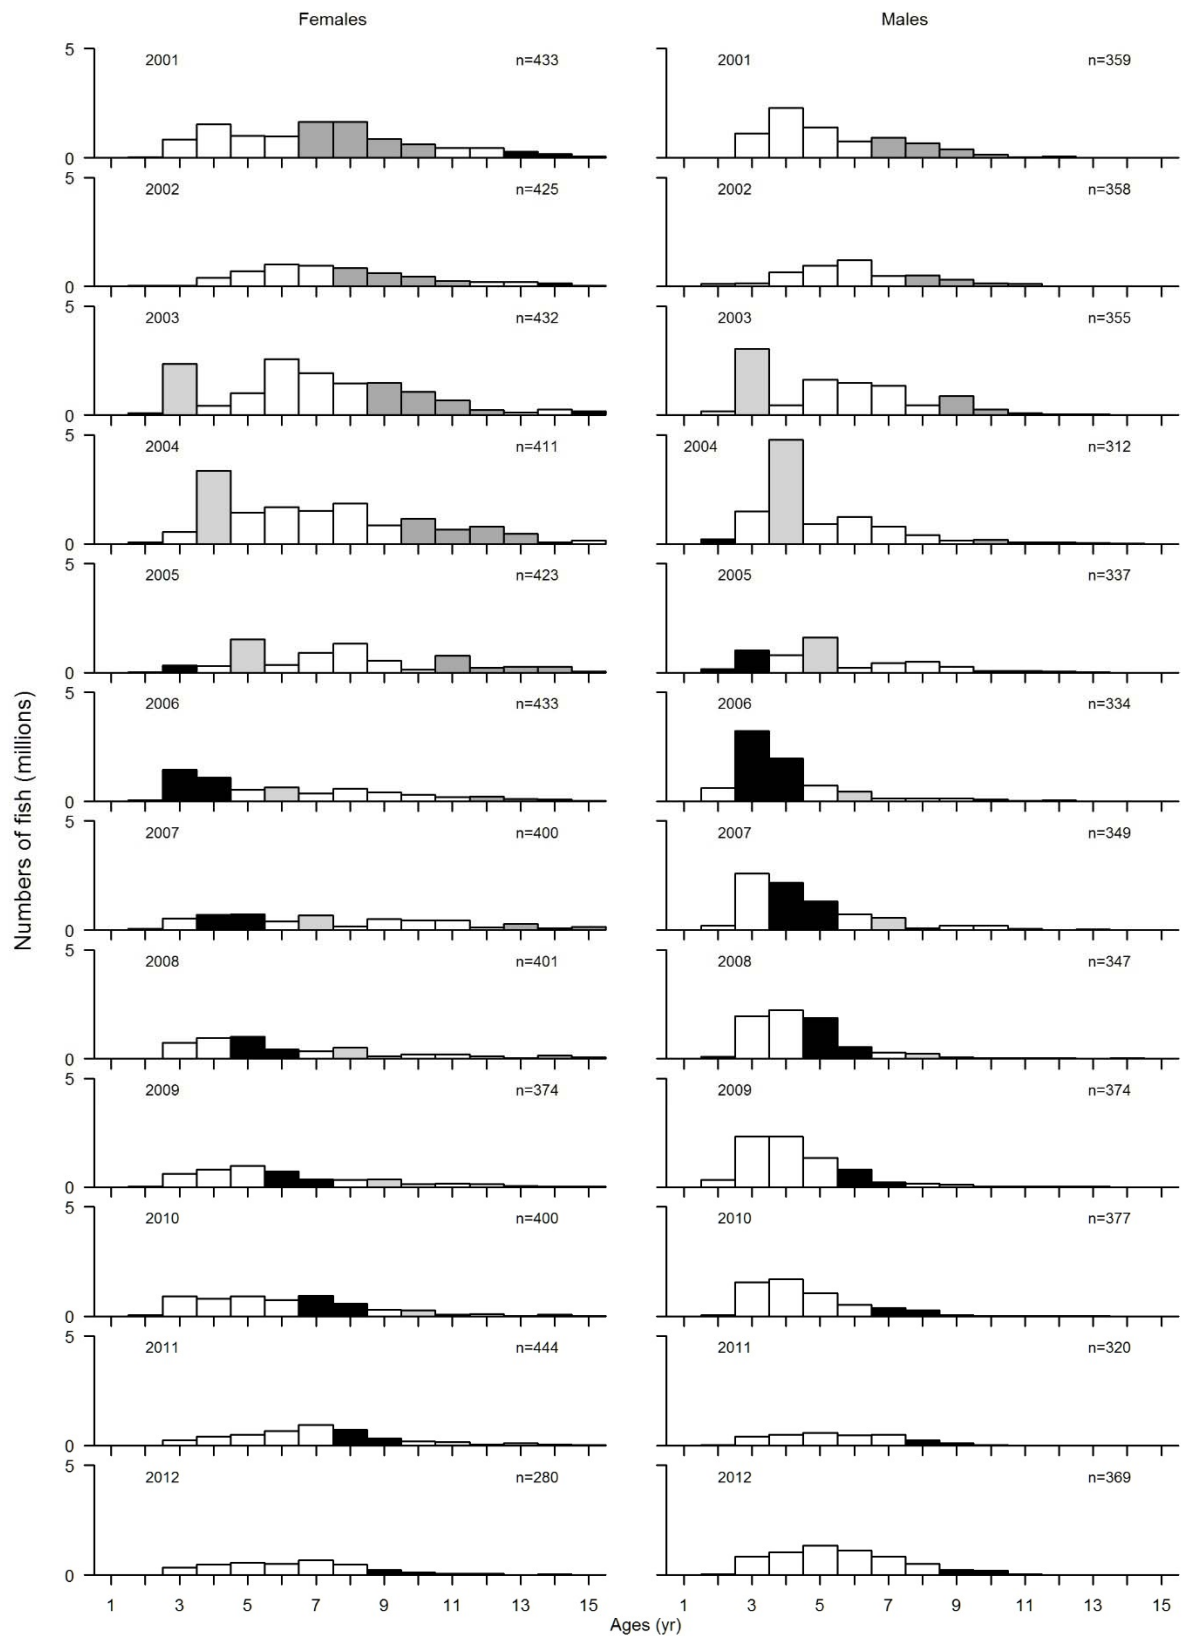 Females Males
5 2001 n=433 2001 n=359
0
5 2002 n=425 2002 n=358
0
5 2003 n=432 2003 n=355
0
5 2004 n=411 2004 n=312
0
5 2005 n=423 2005 n=337
0
5 2006 n=433 2006 n=334
0
5 2007 n=400 2007 n=349
0
5 2008 n=401 2008 n=347
0
5 2009 n=374 2009 n=374
0
5 2010 n=400 2010 n=377
0
5 2011 n=444 2011 n=320
0
5 2012 n=280 2012 n=369
0
1 3 5 7 9 11 13 15 1 3 5 7 9 11 13 15
Ages (yr)
Numbers of fish (millions)